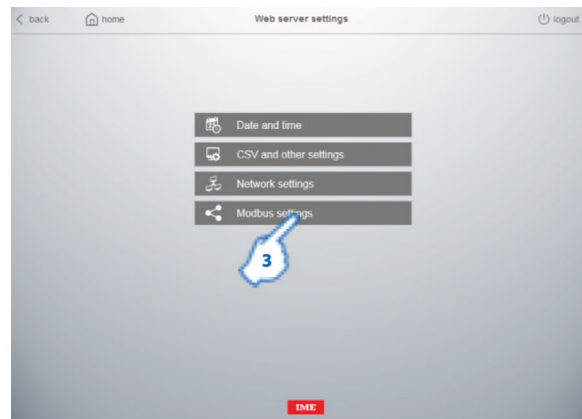 back home Web server settings logout
Date and time
CSV and other settings
Network settings
Modbus settings
3
IME